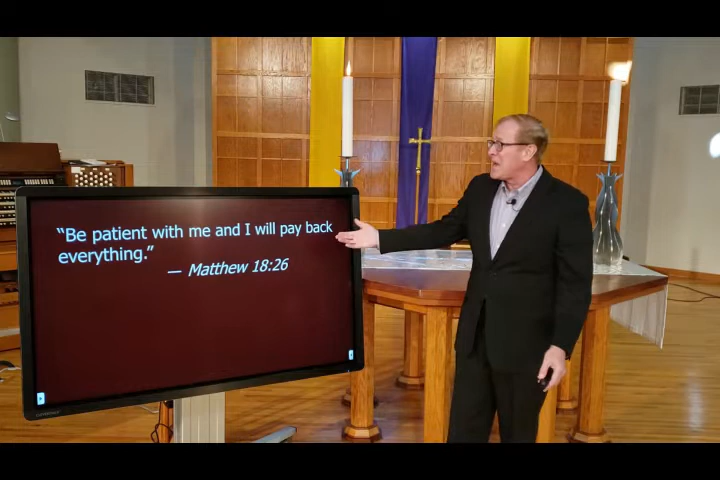 “Be patient with me and I will pay back
everything.”
— Matthew 18:26